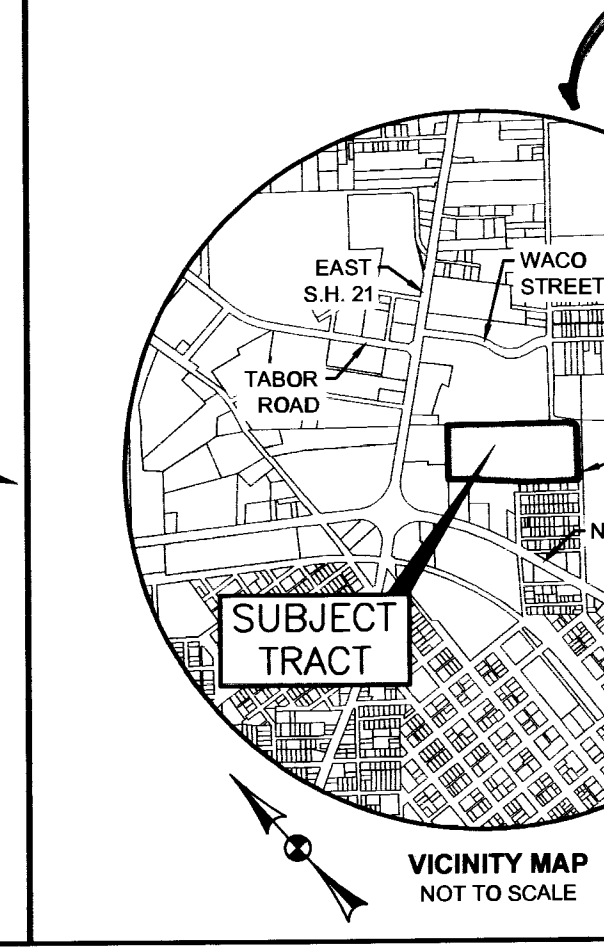 EAST
S.H. 21
WACO
STREET
TABOR
ROAD
N
SUBJECT
TRACT
VICINITY MAP
NOT TO SCALE